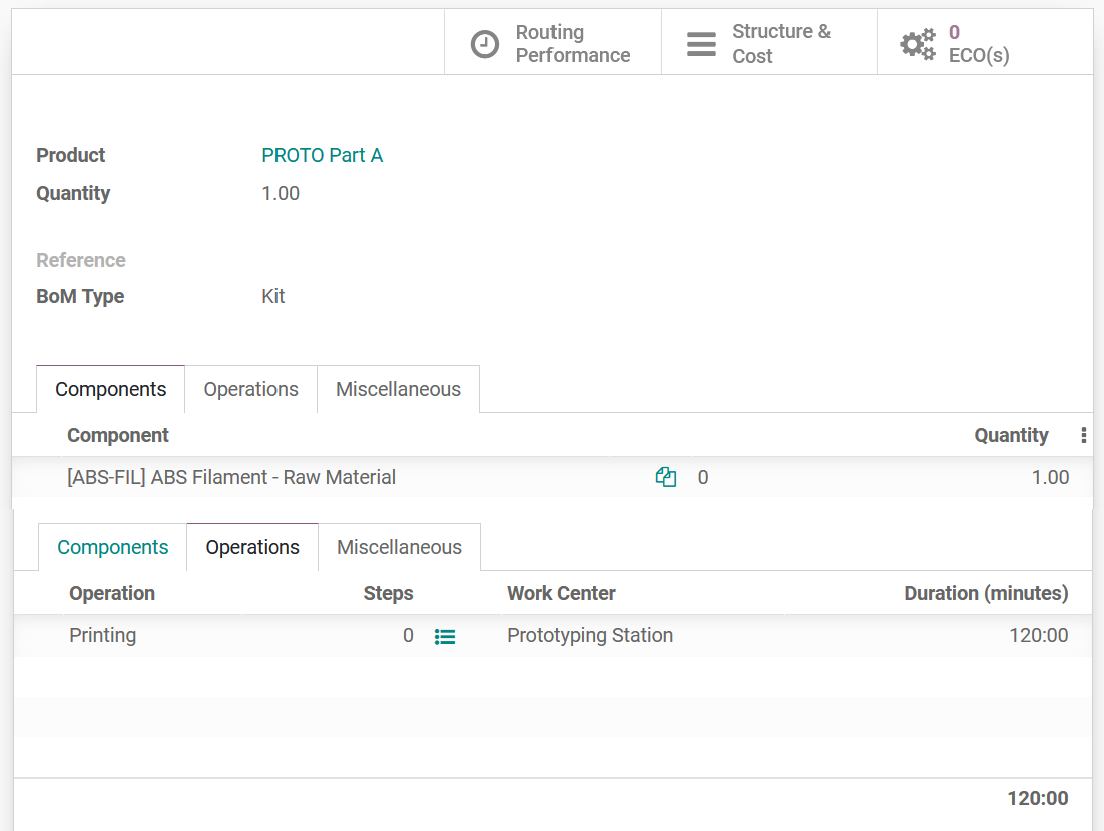 Routing
Performance
Structure &
Cost
0
ECO(s)
Product PROTO Part A
Quantity 1.00
Reference
BoM Type Kit
Components Operations Miscellaneous
Component Quantity
[ABS-FIL] ABS Filament - Raw Material 0 1.00
Components Operations Miscellaneous
Operation Steps Work Center Duration (minutes)
Printing 0 Prototyping Station 120:00
120:00